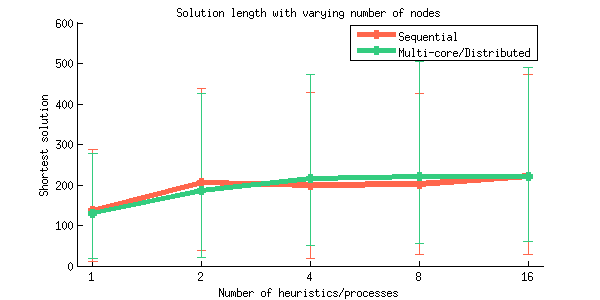 Solution length with varying number of nodes
Sequential
Multi-core/Distributed
Shortest solution
600
500
400
300
200
100
0
1 2 4 8 16
Number of heuristics/processes